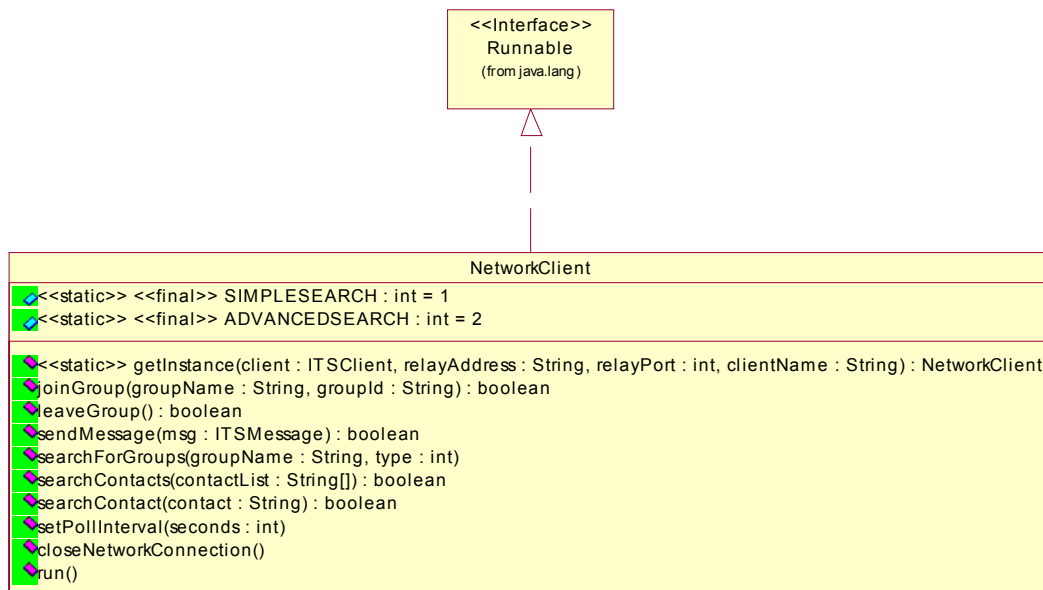 <<Interface>>
Runnable
(from java.lang)
NetworkClient
<<static>> <<final>> SIMPLESEARCH : int = 1
<<static>> <<final>> ADVANCEDSEARCH : int = 2
<<static>> getInstance(client : ITSClient, relayAddress : String, relayPort : int, clientName : String) : NetworkClient
joinGroup(groupName : String, groupId : String) : boolean
leaveGroup() : boolean
sendMessage(msg : ITSMessage) : boolean
searchForGroups(groupName : String, type : int)
searchContacts(contactList : String[]) : boolean
searchContact(contact : String) : boolean
setPollInterval(seconds : int)
closeNetworkConnection()
run()